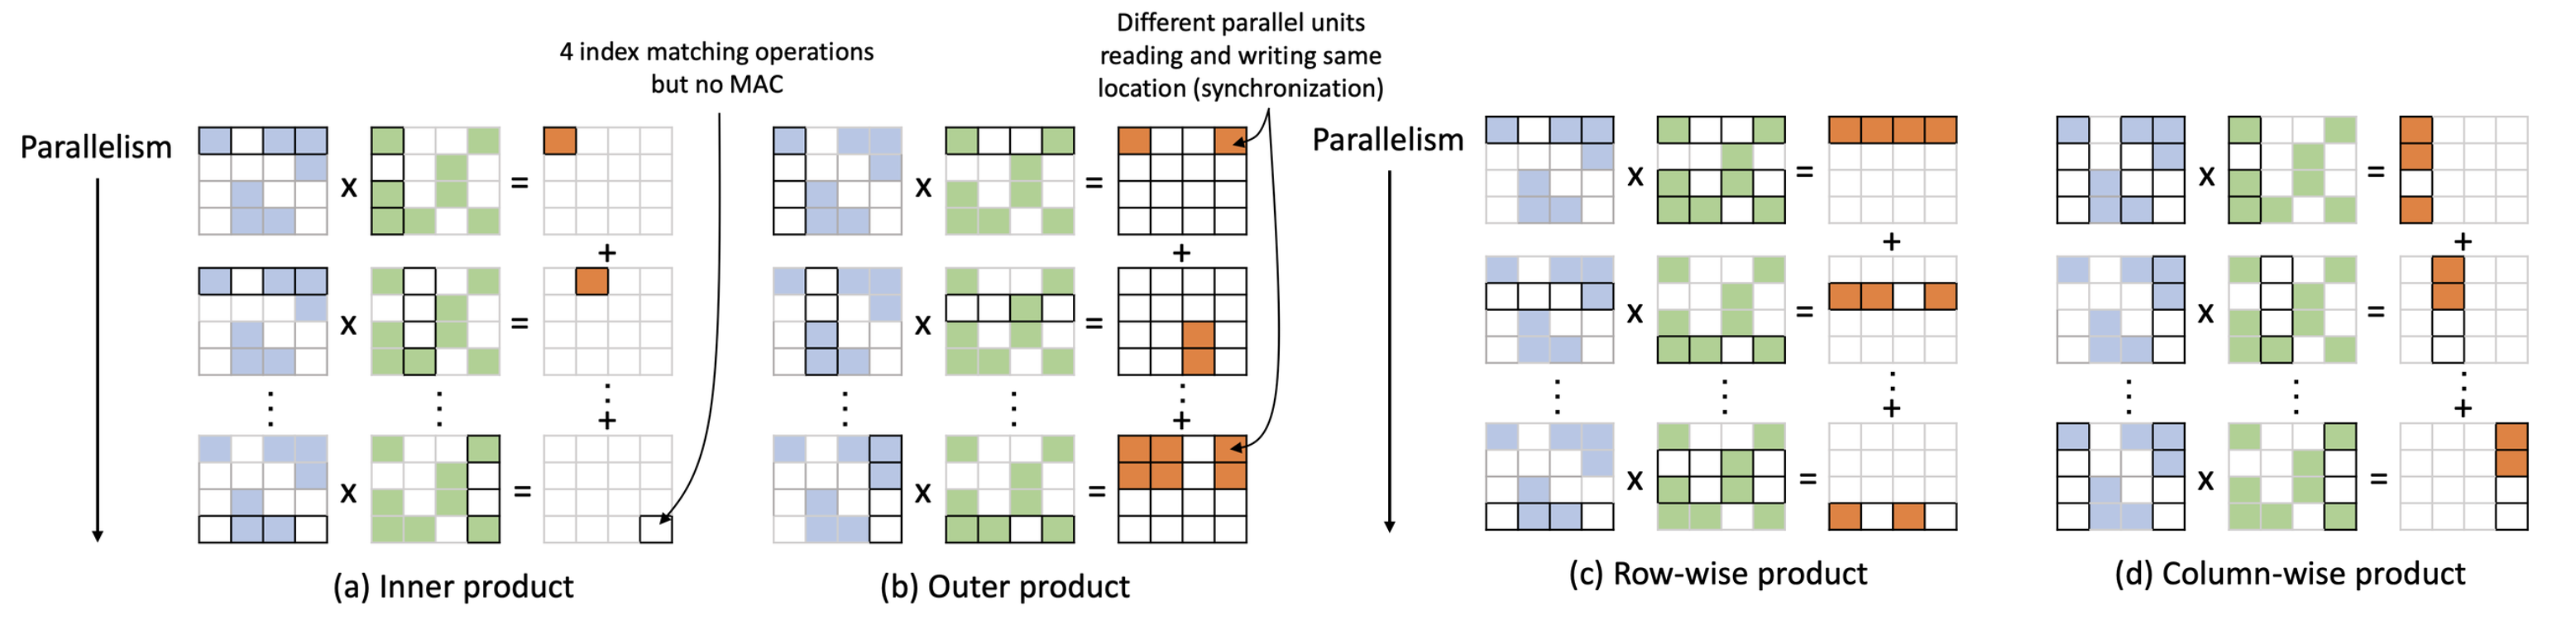 4 index matching operations
but no MAC
Different parallel units
reading and writing same
location (synchronization)
Parallelism
x
=
x
=
+
+
x
=
x
=
+
+
x
=
x
=
(a) Inner product
(b) Outer product
Parallelism
x
=
x
=
+
+
x
=
x
=
+
+
x
=
x
=
(c) Row-wise product
(d) Column-wise product